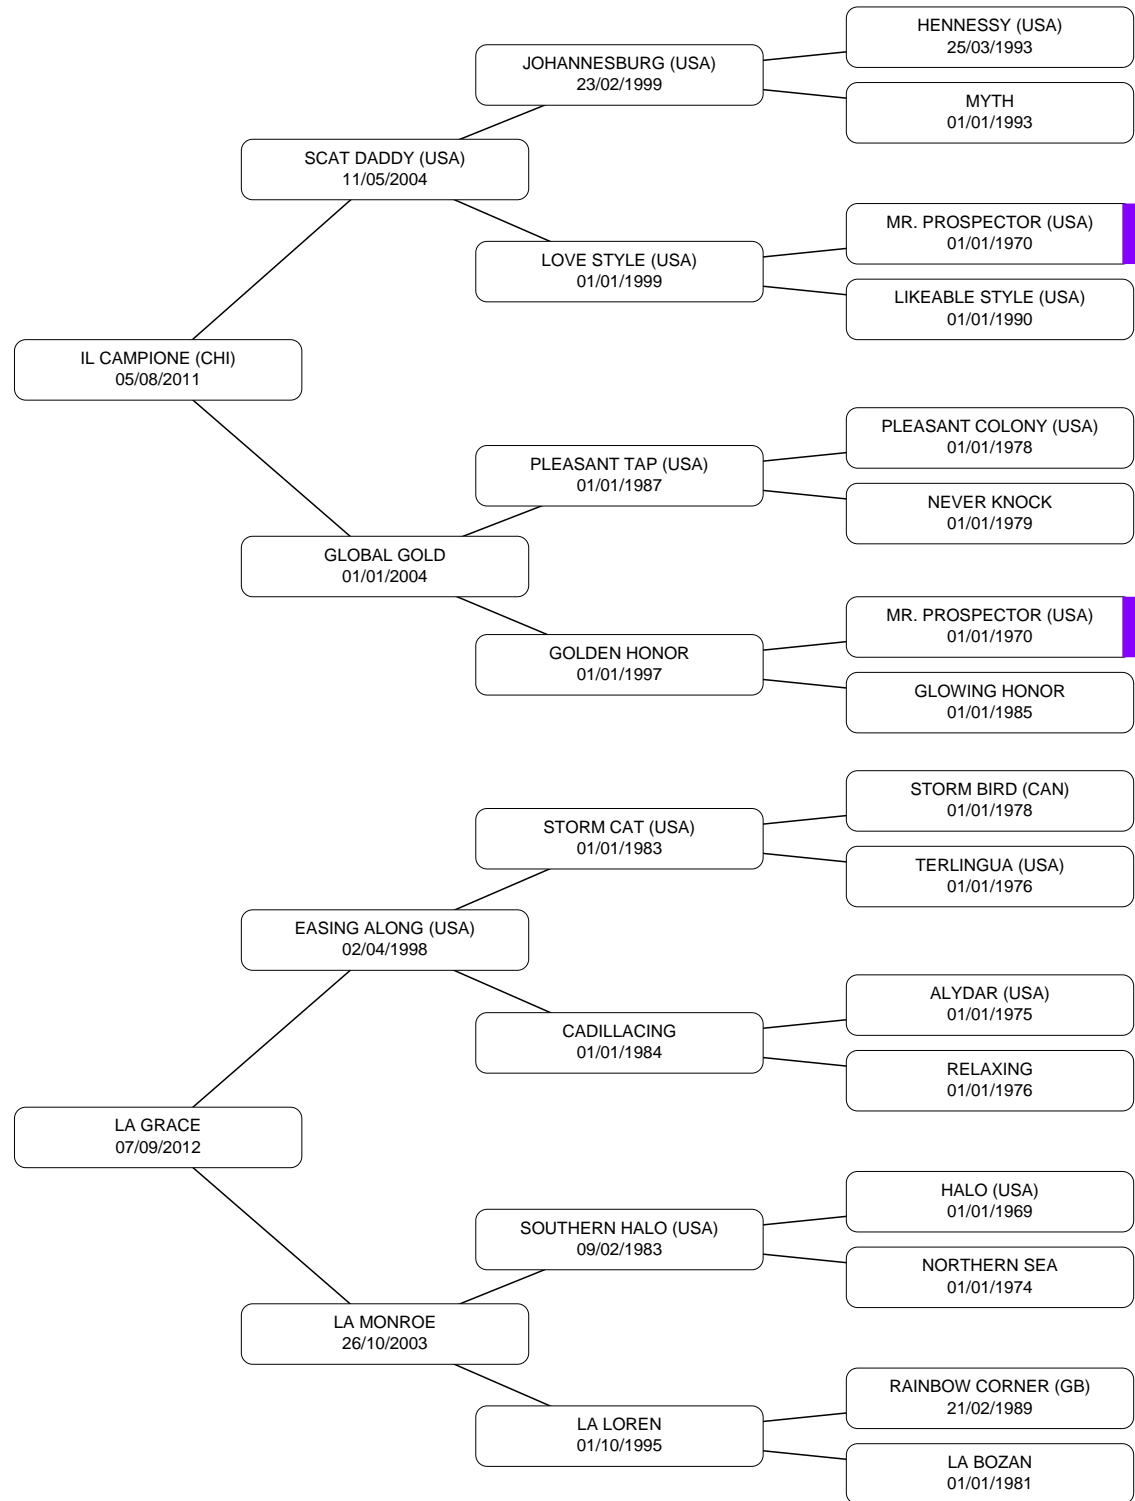 HENNESSY (USA)
25/03/1993
JOHANNESBURG (USA)
23/02/1999
MYTH
01/01/1993
SCAT DADDY (USA)
11/05/2004
MR. PROSPECTOR (USA)
01/01/1970
LOVE STYLE (USA)
01/01/1999
LIKEABLE STYLE (USA)
01/01/1990
IL CAMPIONE (CHI)
05/08/2011
PLEASANT COLONY (USA)
01/01/1978
PLEASANT TAP (USA)
01/01/1987
NEVER KNOCK
01/01/1979
GLOBAL GOLD
01/01/2004
MR. PROSPECTOR (USA)
01/01/1970
GOLDEN HONOR
01/01/1997
GLOWING HONOR
01/01/1985
STORM BIRD (CAN)
01/01/1978
STORM CAT (USA)
01/01/1983
TERLINGUA (USA)
01/01/1976
EASING ALONG (USA)
02/04/1998
ALYDAR (USA)
01/01/1975
CADILLACING
01/01/1984
RELAXING
01/01/1976
LA GRACE
07/09/2012
HALO (USA)
01/01/1969
SOUTHERN HALO (USA)
09/02/1983
NORTHERN SEA
01/01/1974
LA MONROE
26/10/2003
RAINBOW CORNER (GB)
21/02/1989
LA LOREN
01/10/1995
LA BOZAN
01/01/1981